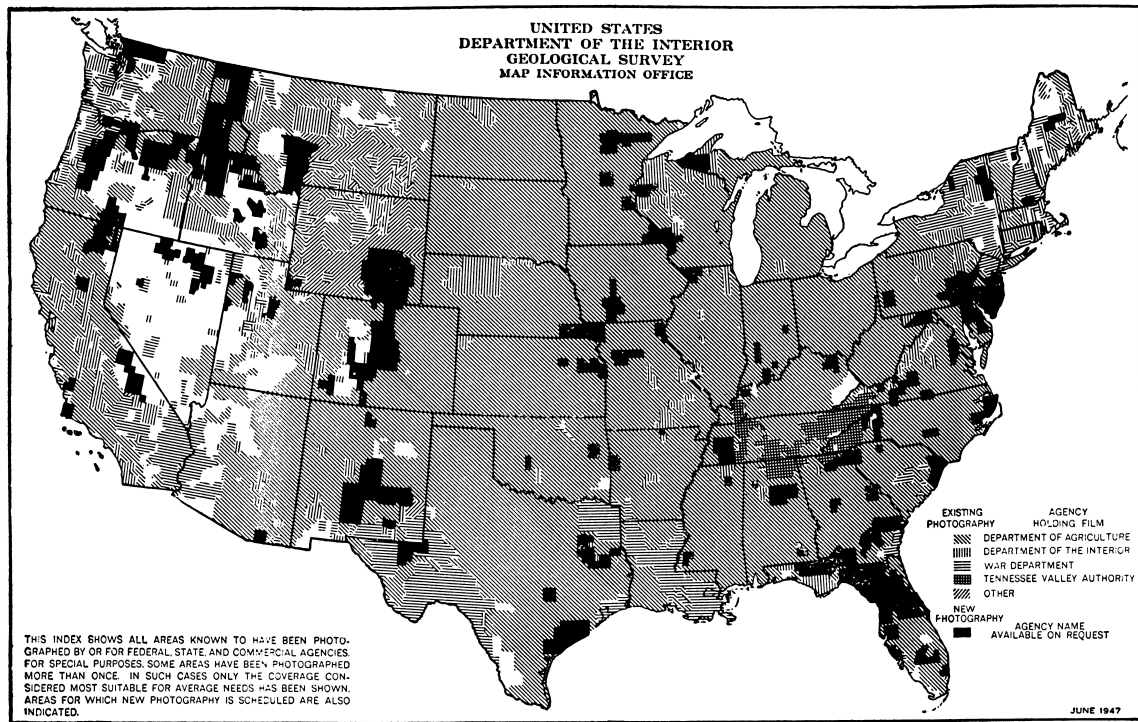 UNITED STATES
DEPARTMENT OF THE INTERIOR
GEOLOGICAL SURVEY
MAP INFORMATION OFFICE
EXISTING PHOTOGRAPHY
AGENCY HOLDING FILM
DEPARTMENT OF AGRICULTURE
DEPARTMENT OF THE INTERIOR
WAR DEPARTMENT
TENNESSEE VALLEY AUTHORITY
OTHER
NEW PHOTOGRAPHY
AGENCY NAME
AVAILABLE ON REQUEST
THIS INDEX SHOWS ALL AREAS KNOWN TO HAVE BEEN PHOTO-
GRAPHED BY OR FOR FEDERAL, STATE, AND COMMERCIAL AGENCIES.
FOR SPECIAL PURPOSES, SOME AREAS HAVE BEEN PHOTOGRAPHED
MORE THAN ONCE. IN SUCH CASES ONLY THE COVERAGE CON-
SIDERED MOST SUITABLE FOR AVERAGE NEEDS HAS BEEN SHOWN.
AREAS FOR WHICH NEW PHOTOGRAPHY IS SCHEDULED ARE ALSO
INDICATED.
JUNE 1947